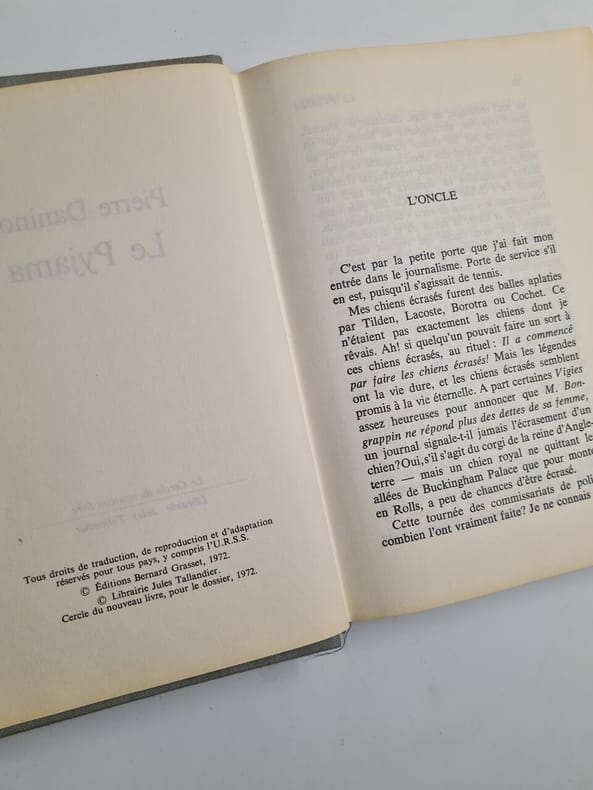 Pierre Danino
Le Pyjama
Tous droits de traduction, de reproduction et d'adaptation
réservés pour tous pays, y compris l'U.R.S.S.
© Éditions Bernard Grasset, 1972.
© Librairie Jules Tallandier.
Cercle du nouveau livre, pour le dossier, 1972.
L'ONCLE
C'est par la petite porte que j'ai fait mon
entrée dans le journalisme. Porte de service s'il
en est, puisqu'il s'agissait de tennis.
Mes chiens écrasés furent des balles aplaties
par Tilden, Lacoste, Borotra ou Cochet. Ce
n'étaient pas exactement les chiens dont je
rêvais. Ah! si quelqu'un pouvait faire un sort à
ces chiens écrasés, au rituel : Il a commencé
par faire les chiens écrasés! Mais les légendes
ont la vie dure, et les chiens écrasés semblent
promis à la vie éternelle. A part certaines Vigies
assez heureuses pour annoncer que M. Bon-
grappin ne répond plus des dettes de sa femme,
un journal signale-t-il jamais l'écrasement d'un
chien? Oui, s'il s'agit du corgi de la reine d'Angle-
terre — mais un chien royal ne quittant les
allées de Buckingham Palace que pour monte
en Rolls, a peu de chances d'être écrasé.
Cette tournée des commissariats de poli
combien l'ont vraiment faite? Je ne connais